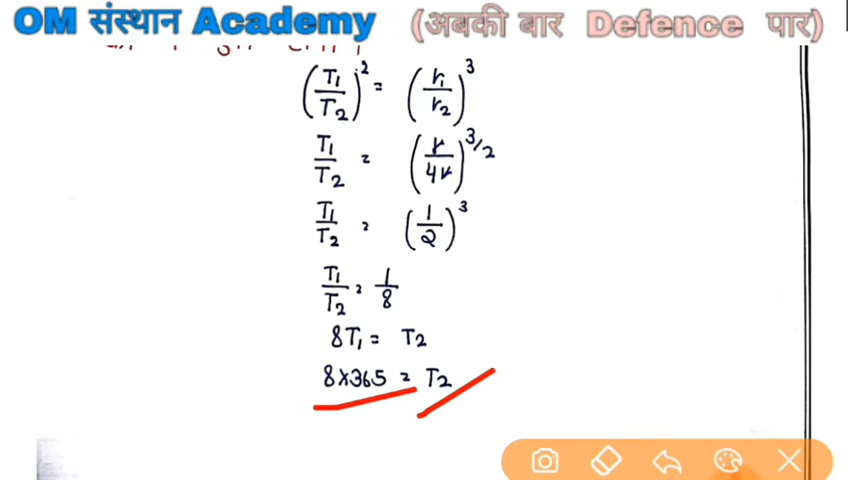 OM संस्थान Academy (अबकी बार Defence पार)
(T₁/T₂)² = (r₁/r₂)³
T₁/T₂ = (r/4r)^3/2
T₁/T₂ = (1/2)³
T₁/T₂ = 1/8
8T₁ = T₂
8×365 = T₂